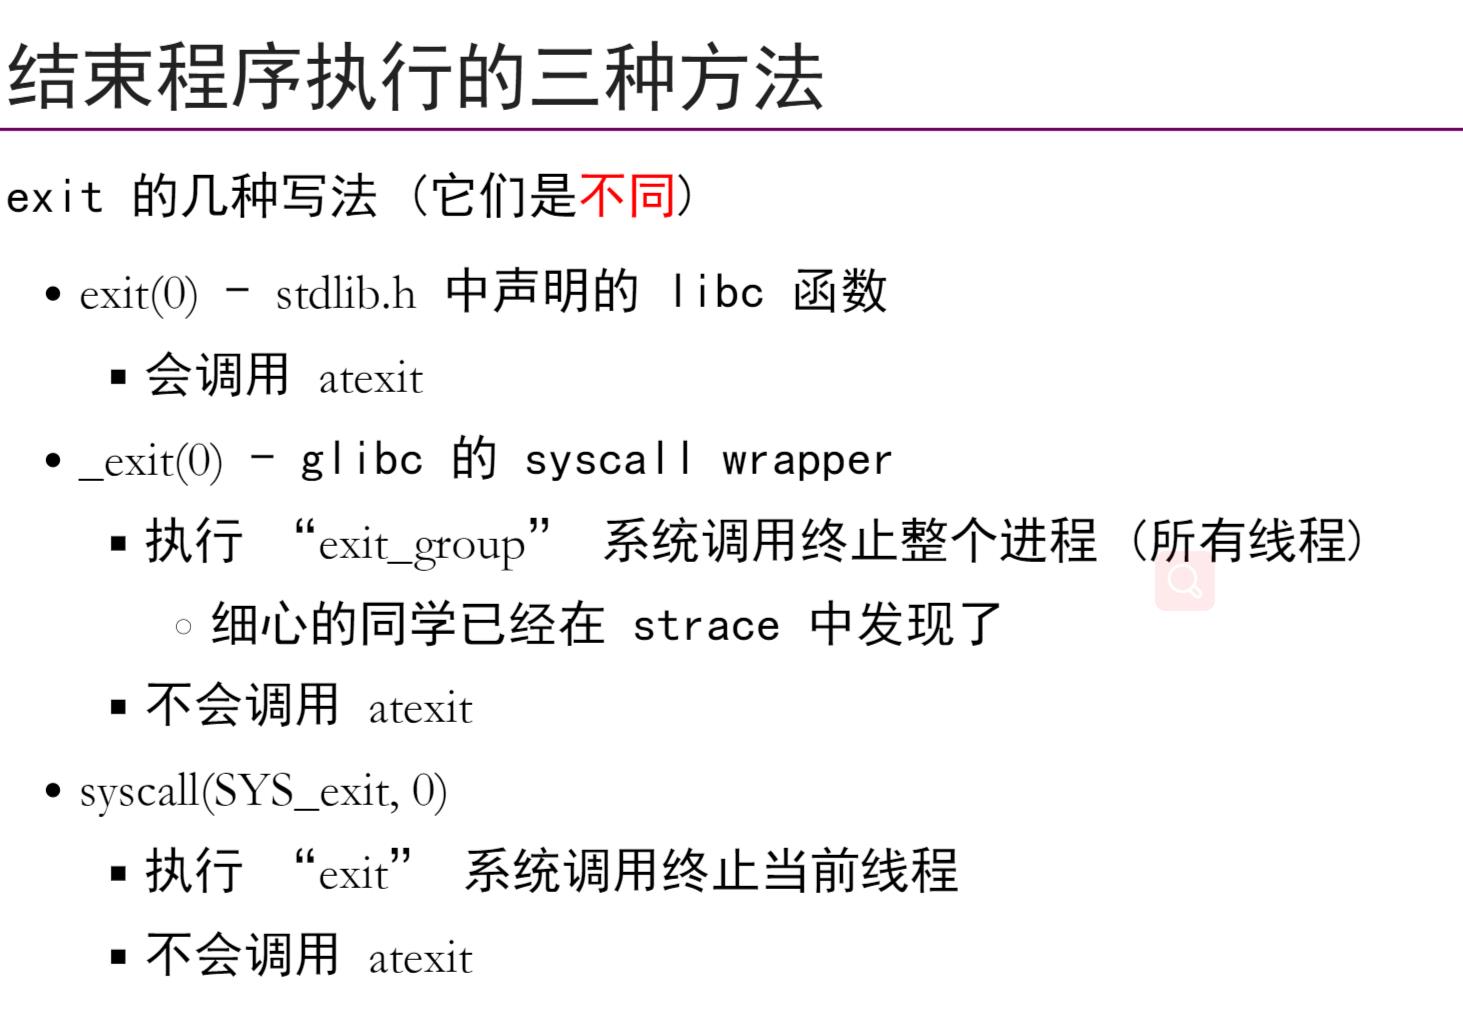 结束程序执行的三种方法
exit 的几种写法 (它们是不同)
• exit(0) - stdlib.h 中声明的 libc 函数
▪ 会调用 atexit
• _exit(0) - glibc 的 syscall wrapper
▪ 执行 “exit_group” 系统调用终止整个进程 (所有线程)
○ 细心的同学已经在 strace 中发现了
▪ 不会调用 atexit
• syscall(SYS_exit, 0)
▪ 执行 “exit” 系统调用终止当前线程
▪ 不会调用 atexit